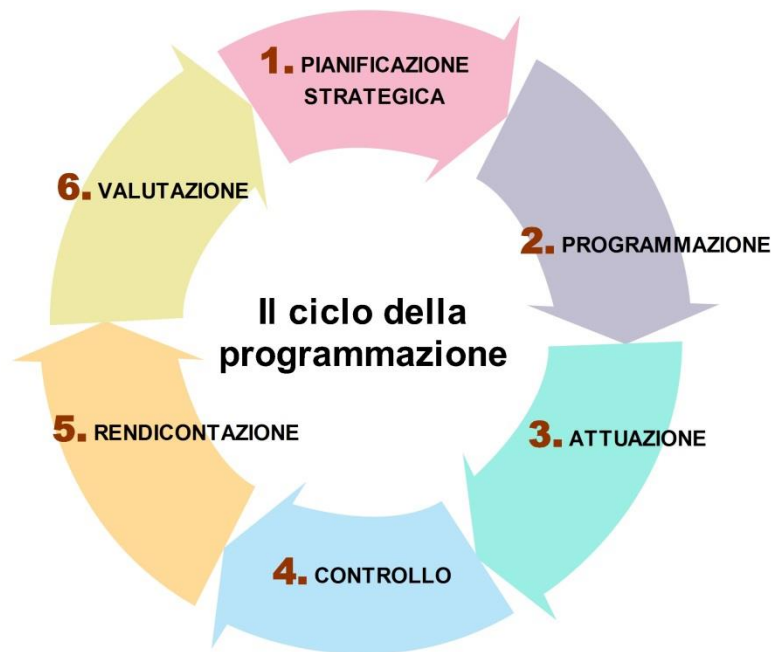 1. PIANIFICAZIONE
STRATEGICA
2. PROGRAMMAZIONE
3. ATTUAZIONE
4. CONTROLLO
5. RENDICONTAZIONE
6. VALUTAZIONE
Il ciclo della
programmazione